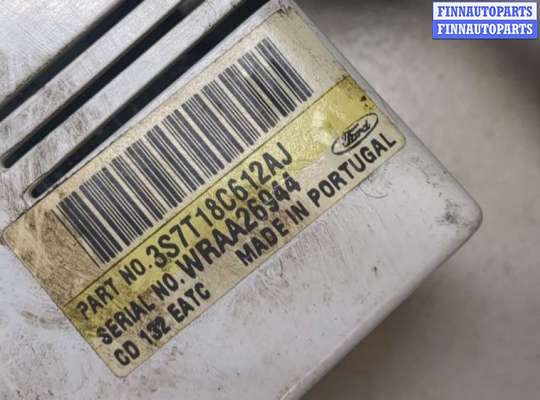 FINNAUTOPARTS
FINNAUTOPARTS
PART NO. 3S7T18C612AJ
SERIAL NO. WRAA26944
CD 132 EATC MADE IN PORTUGAL
Ford